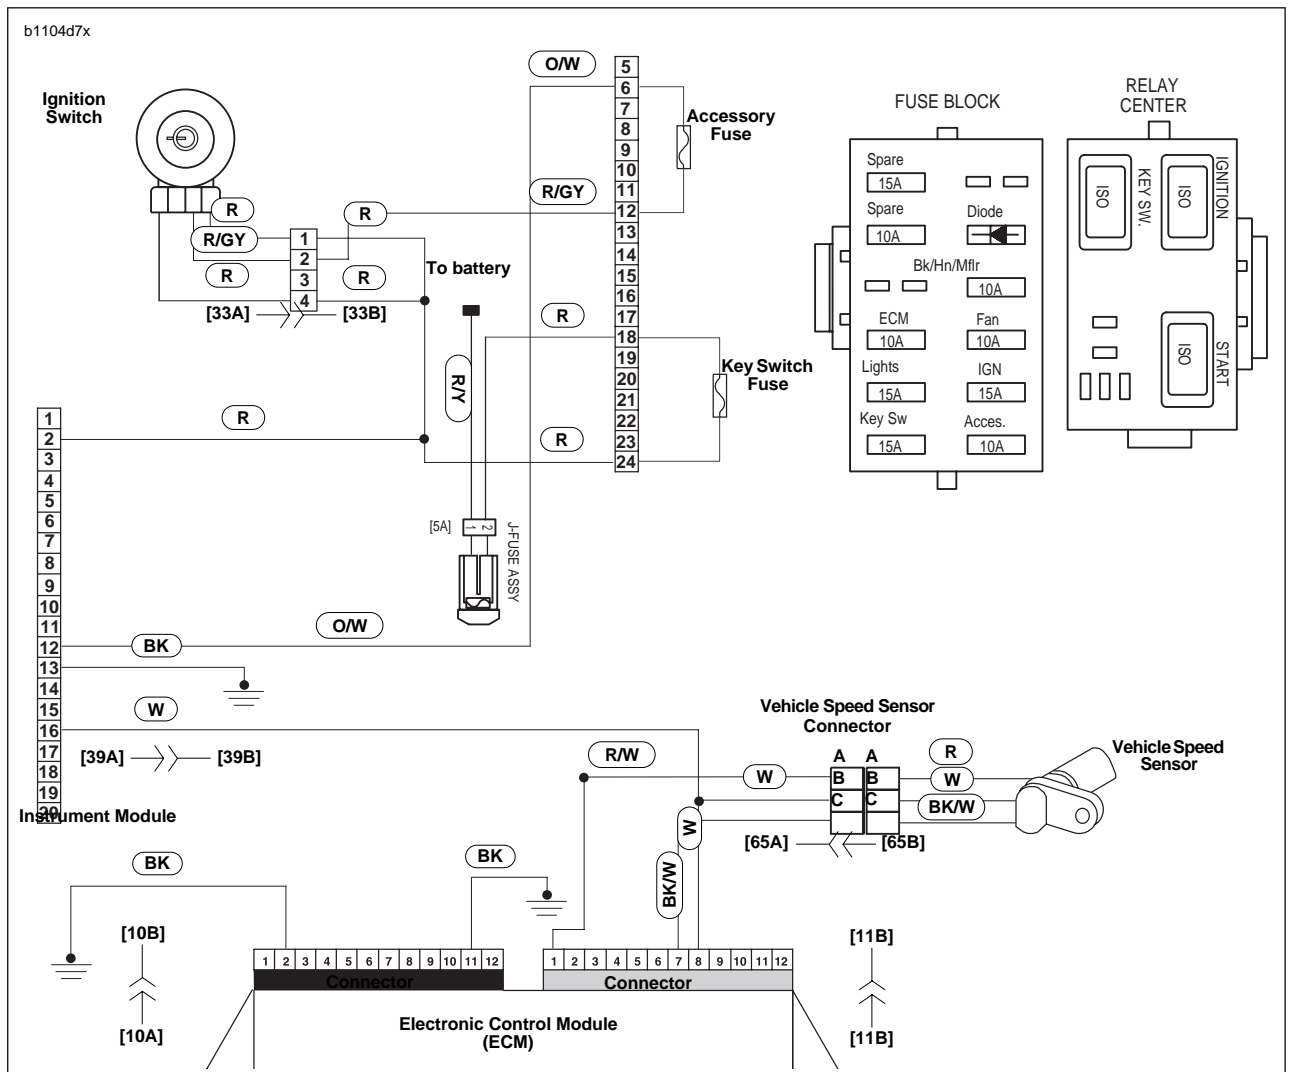 b1104d7x
Ignition
Switch
R
R/GY
R
1
2
3
4
[33A]
[33B]
R
R
To battery
O/W
R/GY
R
R
5
6
7
8
9
10
11
12
13
14
15
16
17
18
19
20
21
22
23
24
Accessory
Fuse
Key Switch
Fuse
FUSE BLOCK
Spare
15A
Spare
10A
Diode
Bk/Hn/Mflr
10A
ECM
10A
Fan
10A
Lights
15A
IGN
15A
Key Sw
15A
Acces.
10A
RELAY
CENTER
ISO
KEY SW.
ISO
IGNITION
ISO
START
R/Y
[5A]
1
2
J-FUSE ASSY
R
1
2
3
4
5
6
7
8
9
10
11
12
13
14
15
16
17
18
19
20
Instrument Module
BK
O/W
W
[39A]
[39B]
R/W
W
W
BK/W
Vehicle Speed Sensor
Connector
A
A
B
B
C
C
[65A]
[65B]
R
W
BK/W
Vehicle Speed
Sensor
BK
BK
[10B]
[10A]
1 2 3 4 5 6 7 8 9 10 11 12
Connector
1 2 3 4 5 6 7 8 9 10 11 12
Connector
Electronic Control Module
(ECM)
[11B]
[11B]